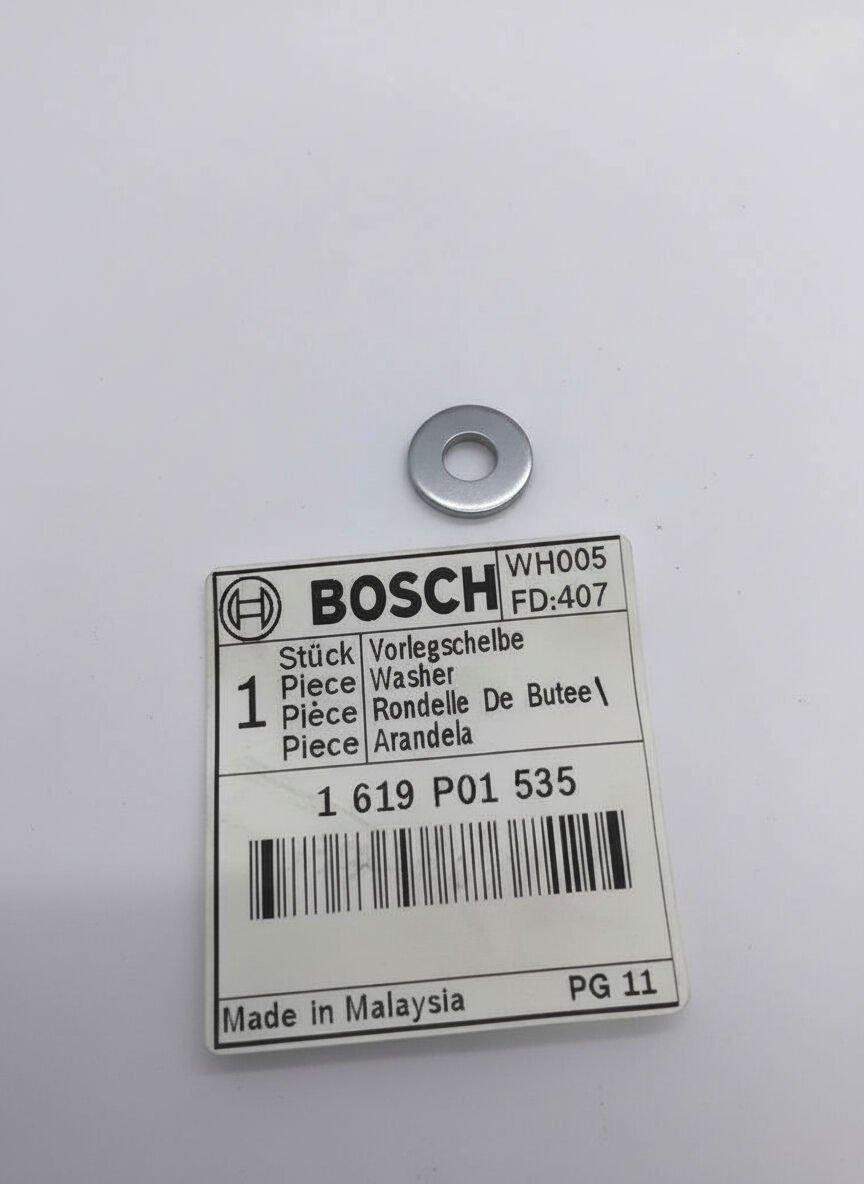 BOSCH
WH005
FD:407
1
Stück
Piece
Pièce
Piece
Vorlegschelbe
Washer
Rondelle De Butee\
Arandela
1 619 P01 535
Made in Malaysia
PG 11